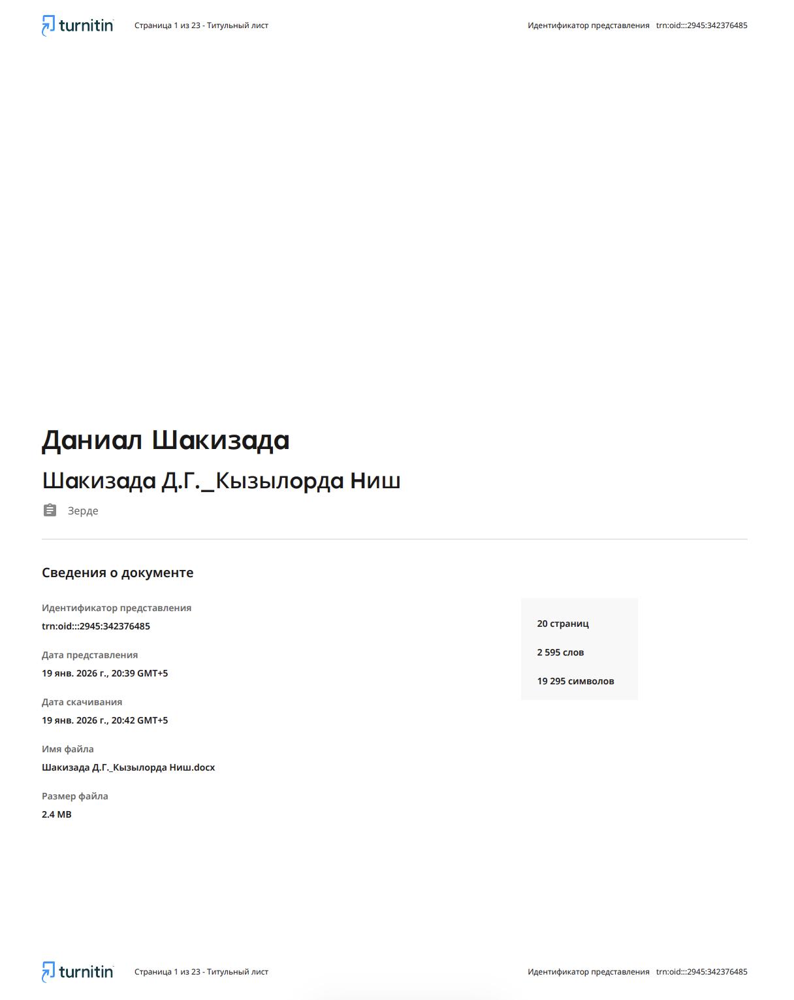 turnitin Страница 1 из 23 - Титульный лист Идентификатор представления trn:oid:::2945:342376485
Даниал Шакизада
Шакизада Д.Г._Кызылорда Ниш
Зерде
Сведения о документе
Идентификатор представления
trn:oid:::2945:342376485
Дата представления
19 янв. 2026 г., 20:39 GMT+5
Дата скачивания
19 янв. 2026 г., 20:42 GMT+5
Имя файла
Шакизада Д.Г._Кызылорда Ниш.docx
Размер файла
2.4 MB
20 страниц
2 595 слов
19 295 символов
turnitin Страница 1 из 23 - Титульный лист Идентификатор представления trn:oid:::2945:342376485